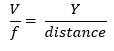 V/f = Y/distance